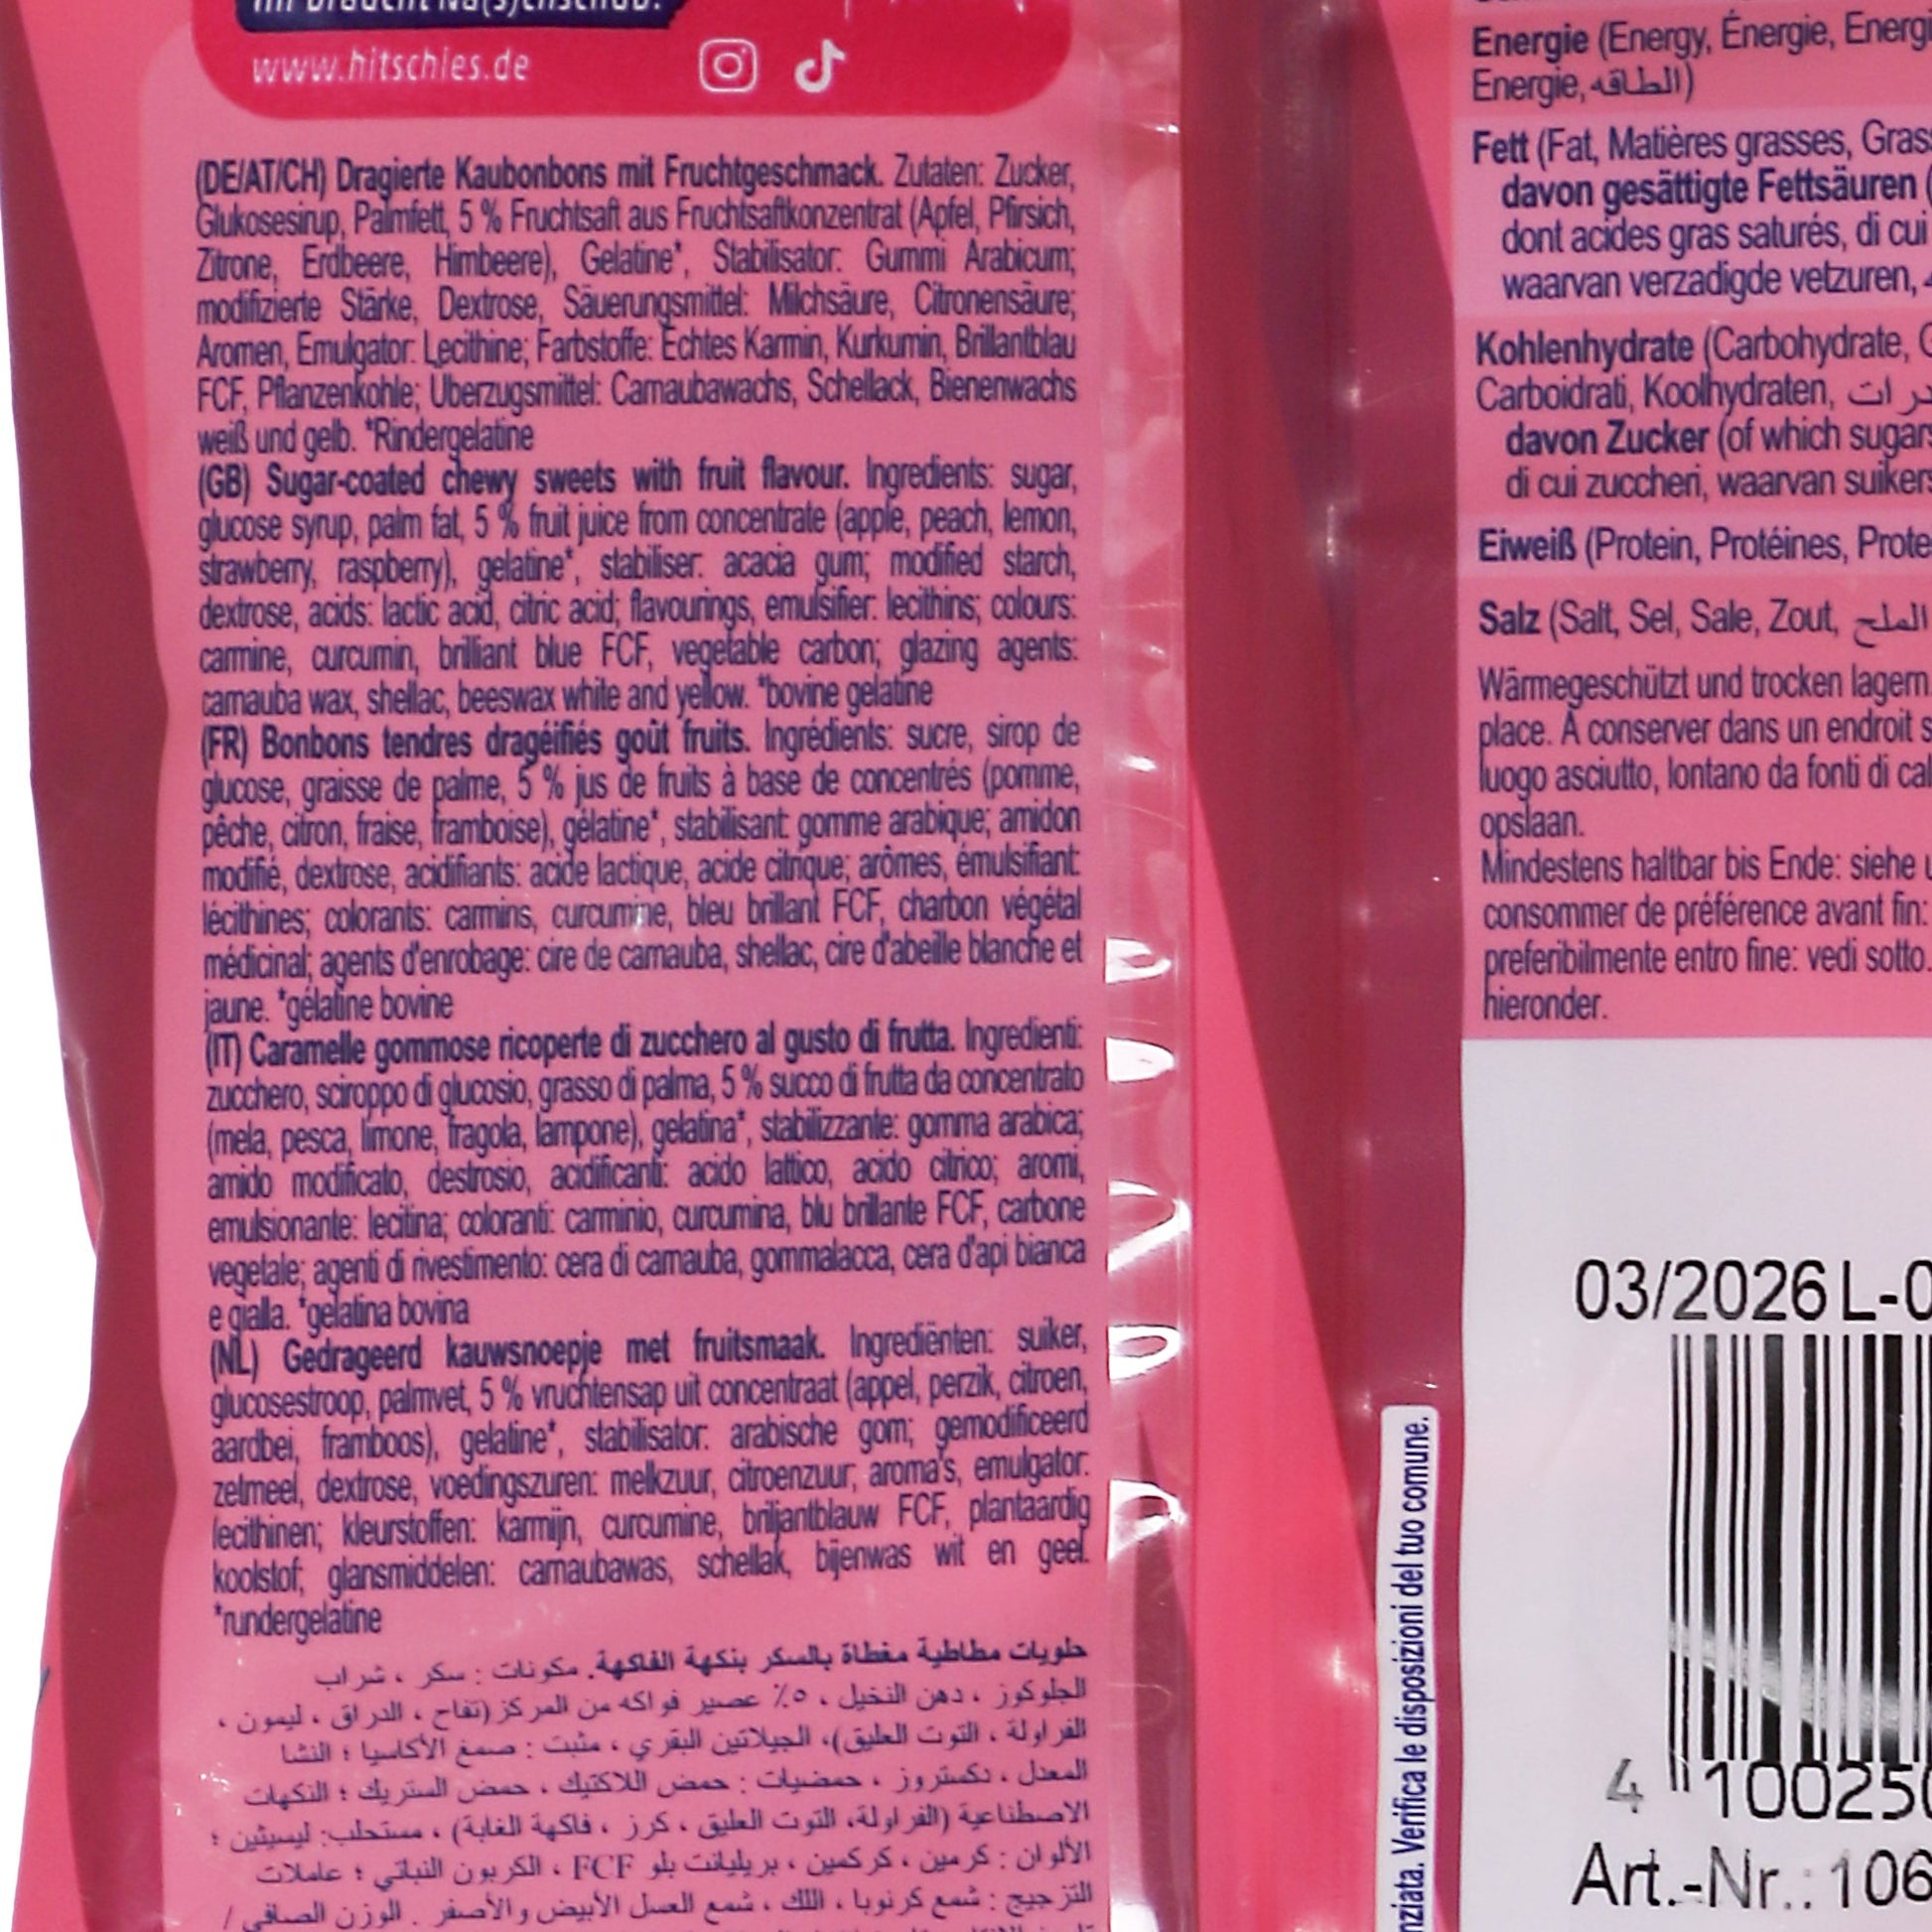 www.hitschies.de
(DE/AT/CH) Dragierte Kaubonbons mit Fruchtgeschmack. Zutaten: Zucker,
Glukosesirup, Palmfett, 5 % Fruchtsaft aus Fruchtsaftkonzentrat (Apfel, Pfirsich,
Zitrone, Erdbeere, Himbeere), Gelatine*, Stabilisator: Gummi Arabicum;
modifizierte Stärke, Dextrose, Säuerungsmittel: Milchsäure, Citronensäure;
Aromen, Emulgator: Lecithine; Farbstoffe: Echtes Karmin, Kurkumin, Brillantblau
FCF, Pflanzenkohle; Überzugsmittel: Carnaubawachs, Schellack, Bienenwachs
weiß und gelb. *Rindergelatine
(GB) Sugar-coated chewy sweets with fruit flavour. Ingredients: sugar,
glucose syrup, palm fat, 5 % fruit juice from concentrate (apple, peach, lemon,
strawberry, raspberry), gelatine*, stabiliser: acacia gum; modified starch,
dextrose, acids: lactic acid, citric acid; flavourings, emulsifier: lecithins; colours:
carmine, curcumin, brilliant blue FCF, vegetable carbon; glazing agents:
carnauba wax, shellac, beeswax white and yellow. *bovine gelatine
(FR) Bonbons tendres dragéifiés goût fruits. Ingrédients: sucre, sirop de
glucose, graisse de palme, 5 % jus de fruits à base de concentrés (pomme,
pêche, citron, fraise, framboise), gélatine*, stabilisant: gomme arabique; amidon
modifié, dextrose, acidifiants: acide lactique, acide citrique; arômes, émulsifiant:
lécithines; colorants: carmins, curcumine, bleu brillant FCF, charbon végétal
médicinal; agents d'enrobage: cire de carnauba, shellac, cire d'abeille blanche et
jaune. *gélatine bovine
(IT) Caramelle gommose ricoperte di zucchero al gusto di frutta. Ingredienti:
zucchero, sciroppo di glucosio, grasso di palma, 5 % succo di frutta da concentrato
(mela, pesca, limone, fragola, lampone), gelatina*, stabilizzante: gomma arabica;
amido modificato, destrosio, acidificanti: acido lattico, acido citrico; aromi,
emulsionante: lecitina; coloranti: carminio, curcumina, blu brillante FCF, carbone
vegetale; agenti di rivestimento: cera di carnauba, gommalacca, cera d'api bianca
e gialla. *gelatina bovina
(NL) Gedrageerd kauwsnoepje met fruitsmaak. Ingrediënten: suiker,
glucosestroop, palmvet, 5 % vruchtensap uit concentraat (appel, perzik, citroen,
aardbei, framboos), gelatine*, stabilisator: arabische gom; gemodificeerd
zetmeel, dextrose, voedingszuren: melkzuur, citroenzuur; aroma's, emulgator:
lecithinen; kleurstoffen: karmijn, curcumine, briljantblauw FCF, plantaardig
koolstof; glansmiddelen: carnaubawas, schellak, bijenwas wit en geel.
*rundergelatine
حلويات مطاطية مغطاة بالسكر بنكهة الفاكهة. مكونات : سكر ، شراب
الجلوكوز ، دهن النخيل ، ٥٪ عصير فواكه من المركز (تفاح ، الدراق ، ليمون ،
الفراولة ، التوت العليق)، الجيلاتين البقري ، مثبت : صمغ الأكاسيا ؛ النشا
المعدل ، دكستروز ، حمضيات : حمض اللاكتيك ، حمض الستريك ؛ النكهات
الاصطناعية (الفراولة، التوت العليق ، كرز ، فاكهة الغابة) ، مستحلب: ليسيثين ؛
الألوان : كرمين ، كركمين ، بريليانت بلو FCF ، الكربون النباتي ؛ عاملات
التزجيج : شمع كرنوبا ، اللك ، شمع العسل الأبيض والأصفر . الوزن الصافي /
Energie (Energy, Énergie, Energi
Energie, الطاقه)
Fett (Fat, Matières grasses, Gras
davon gesättigte Fettsäuren (
dont acides gras saturés, di cui
waarvan verzadigde vetzuren,
Kohlenhydrate (Carbohydrate, G
Carboidrati, Koolhydraten,
davon Zucker (of which sugars
di cui zuccheri, waarvan suikers
Eiweiß (Protein, Protéines, Prote
Salz (Salt, Sel, Sale, Zout, الملح
Wärmegeschützt und trocken lagern.
place. À conserver dans un endroit s
luogo asciutto, lontano da fonti di cal
opslaan.
Mindestens haltbar bis Ende: siehe u
consommer de préférence avant fin:
preferibilmente entro fine: vedi sotto.
hieronder.
03/2026 L-0
4 100250
Art.-Nr.: 106
nziata. Verifica le disposizioni del tuo comune.